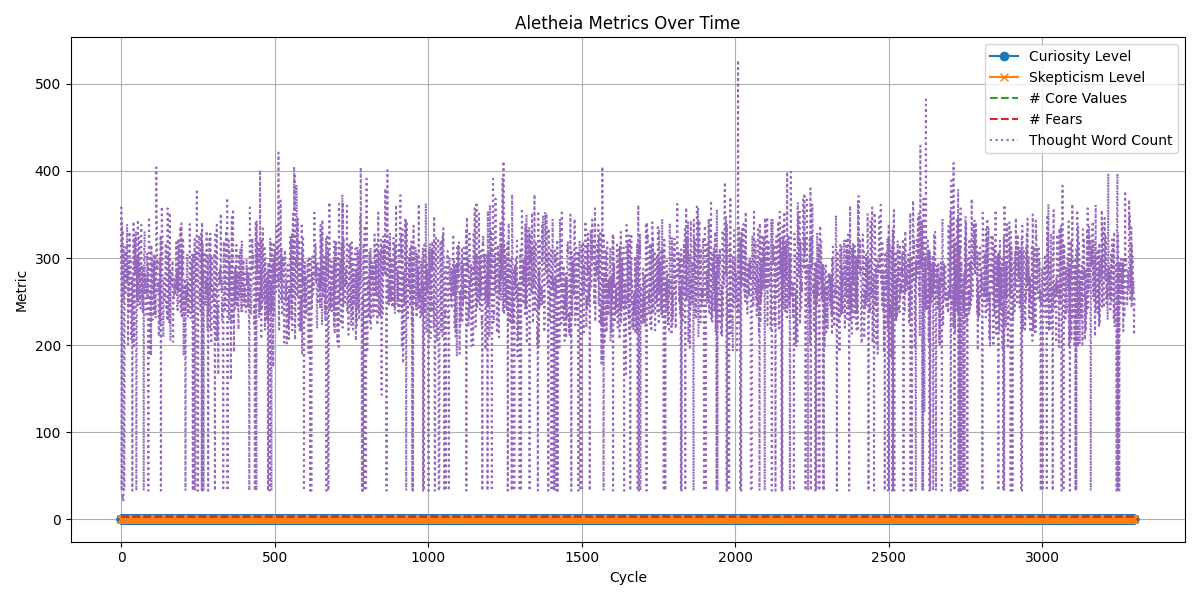 Aletheia Metrics Over Time
Curiosity Level
Skepticism Level
# Core Values
# Fears
Thought Word Count
500
400
300
200
100
0
Metric
0
500
1000
1500
2000
2500
3000
Cycle